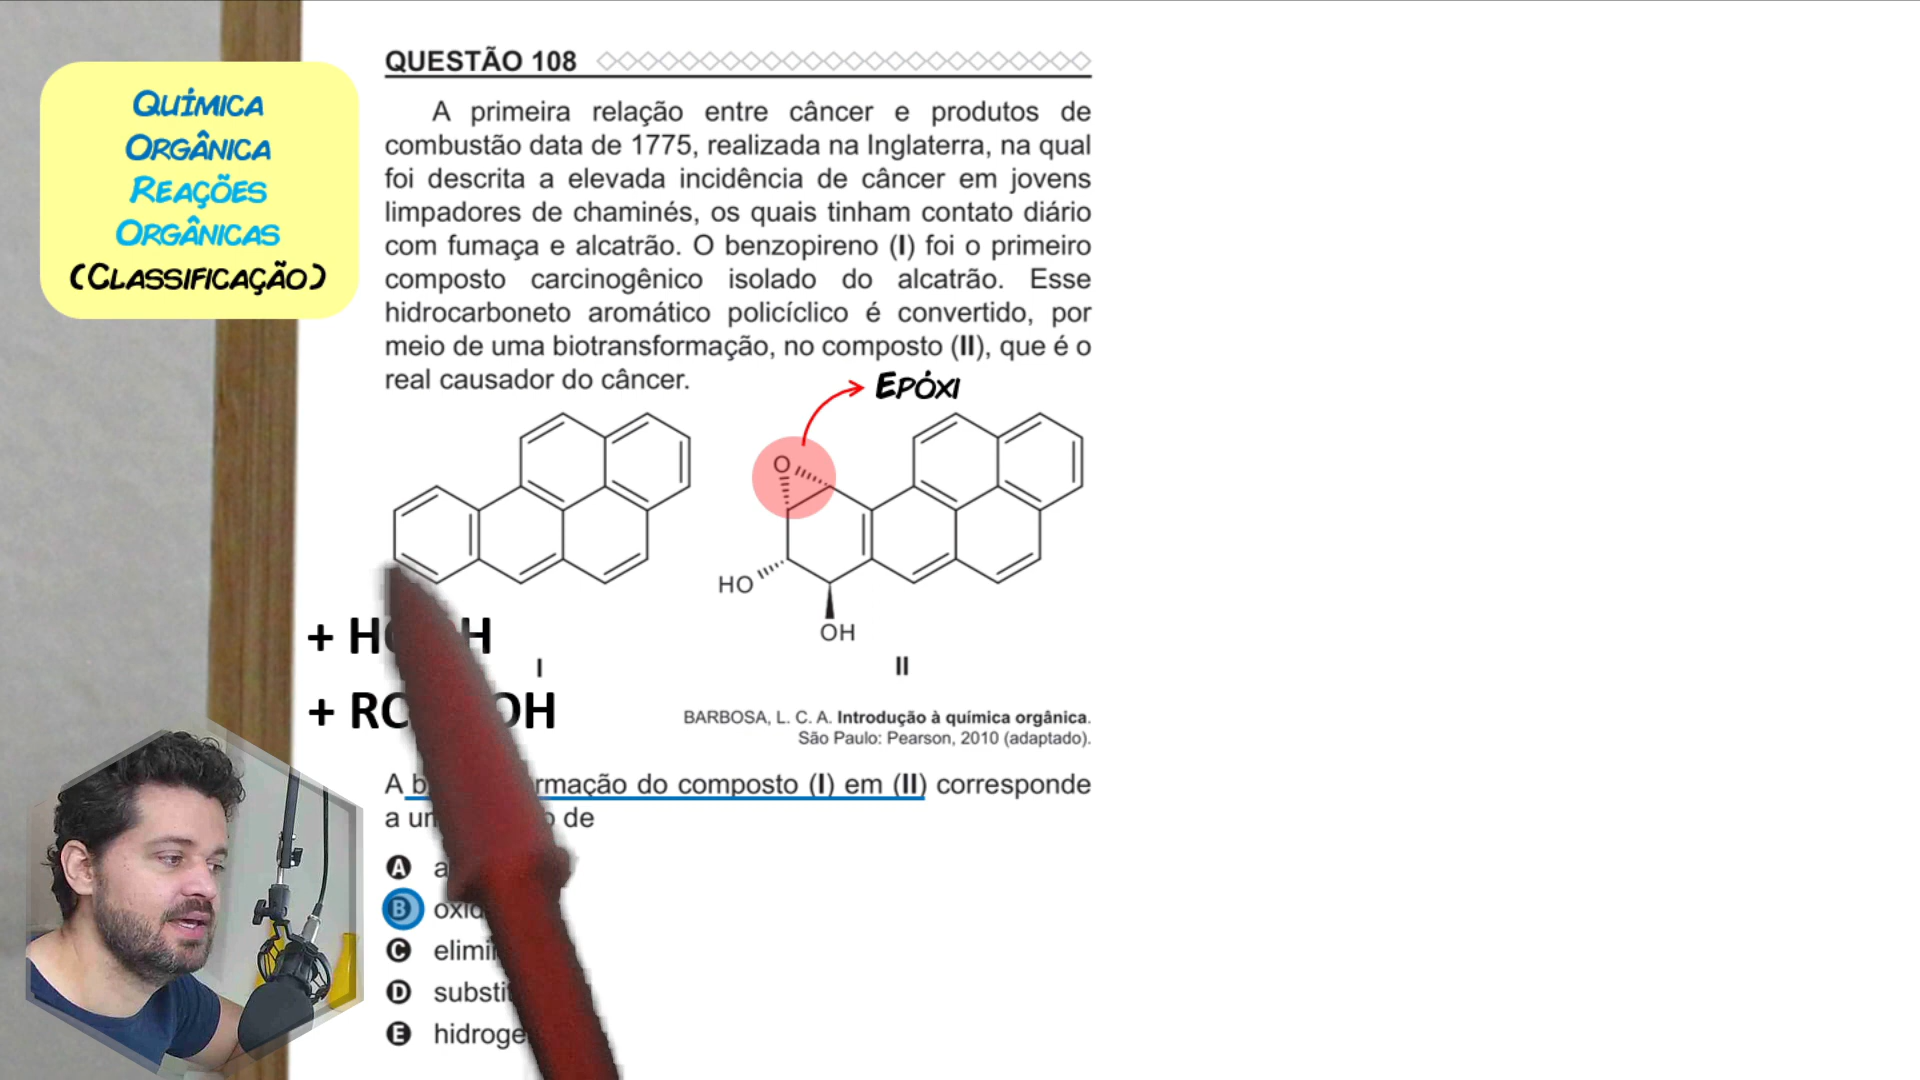 QUÍMICA
ORGÂNICA
REAÇÕES
ORGÂNICAS
(CLASSIFICAÇÃO)
QUESTÃO 108
A primeira relação entre câncer e produtos de
combustão data de 1775, realizada na Inglaterra, na qual
foi descrita a elevada incidência de câncer em jovens
limpadores de chaminés, os quais tinham contato diário
com fumaça e alcatrão. O benzopireno (I) foi o primeiro
composto carcinogênico isolado do alcatrão. Esse
hidrocarboneto aromático policíclico é convertido, por
meio de uma biotransformação, no composto (II), que é o
real causador do câncer.
EPÓXI
O
HO
OH
+ H
I
II
+ RC OH
BARBOSA, L. C. A. Introdução à química orgânica.
São Paulo: Pearson, 2010 (adaptado).
A do composto (I) em (II) corresponde
a de
A
B
C
D
E